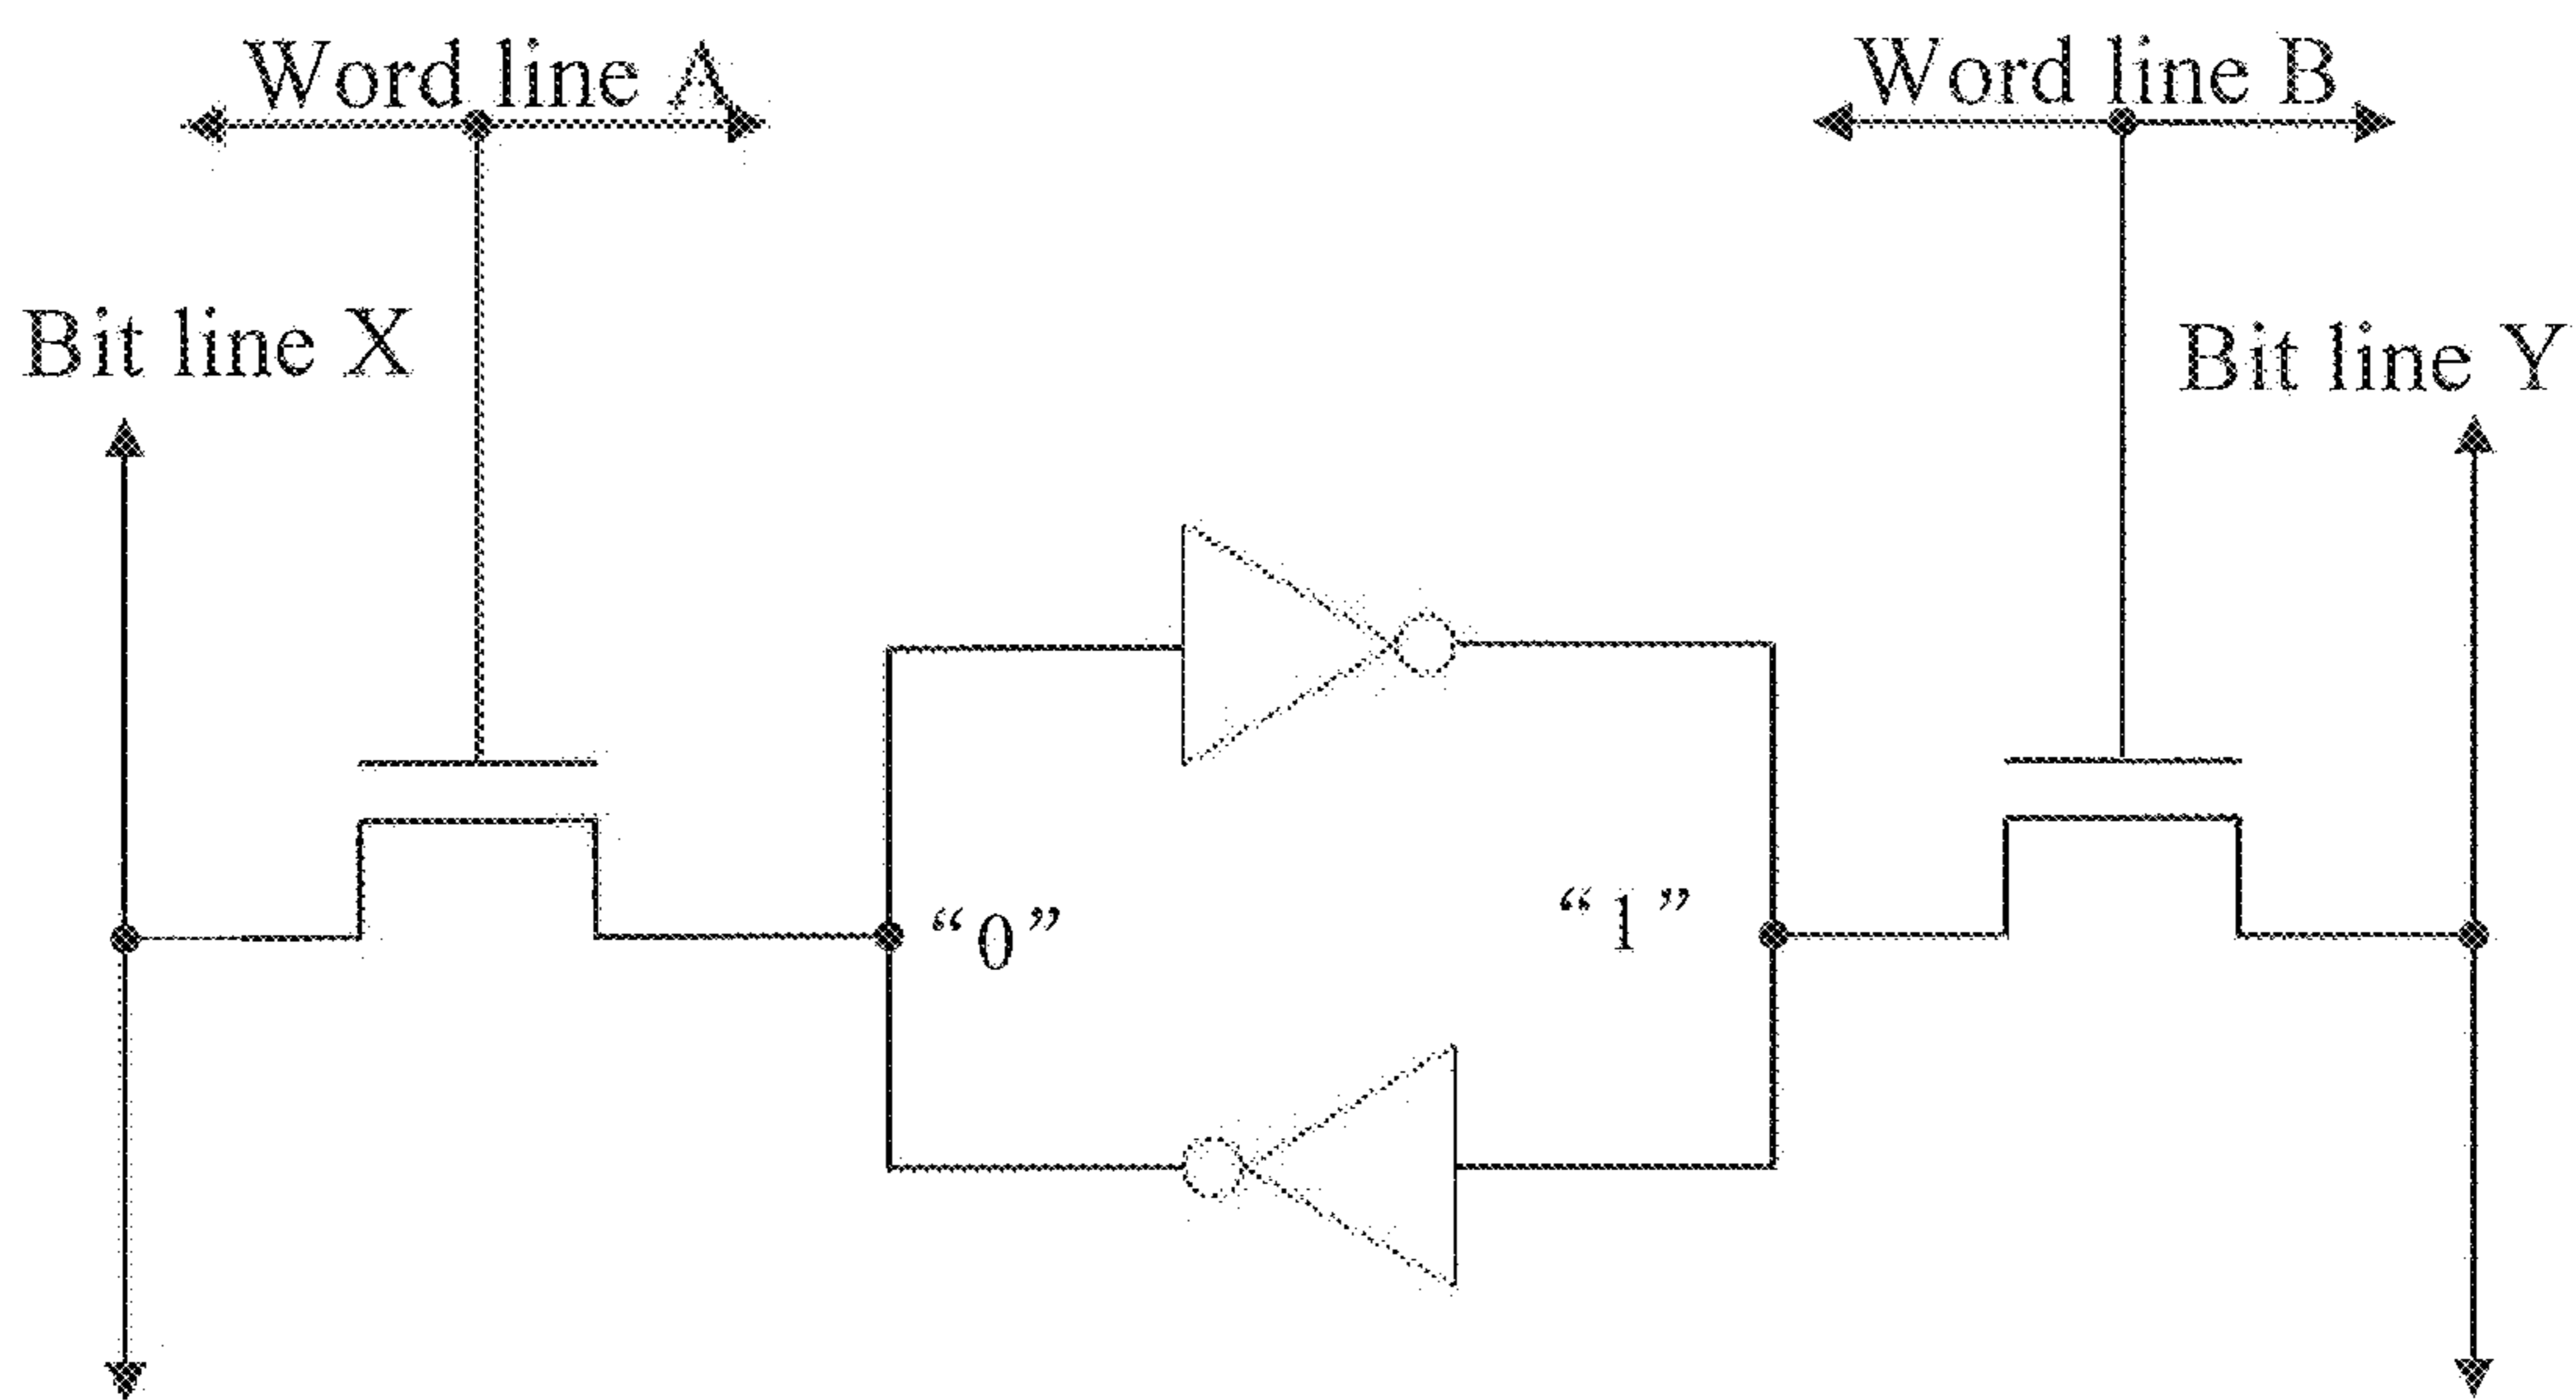 Word line A
Word line B
Bit line X
Bit line Y
“0”
“1”